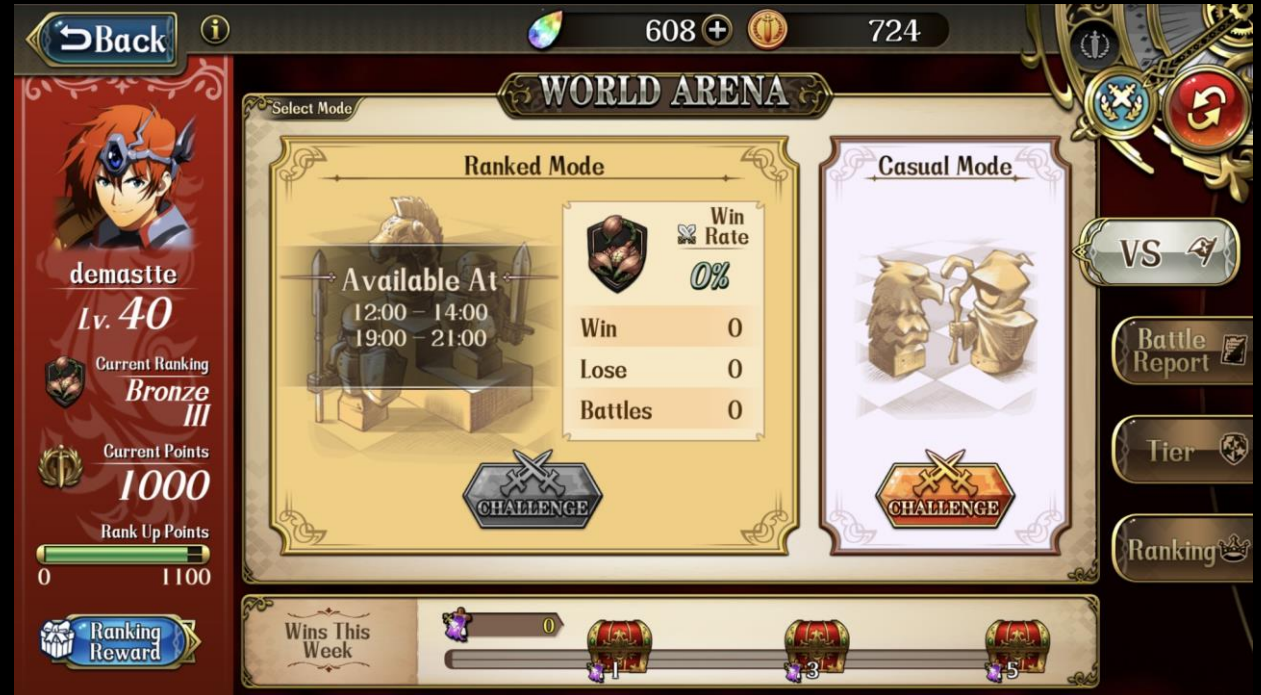 Back
i
608
724
WORLD ARENA
Select Mode
demastte
Lv. 40
Current Ranking
Bronze
III
Current Points
1000
Rank Up Points
0 1100
Ranking
Reward
Ranked Mode
Available At
12:00 – 14:00
19:00 – 21:00
Win
Rate
0%
Win 0
Lose 0
Battles 0
CHALLENGE
Casual Mode
CHALLENGE
VS
Battle
Report
Tier
Ranking
Wins This
Week
0
1
3
5